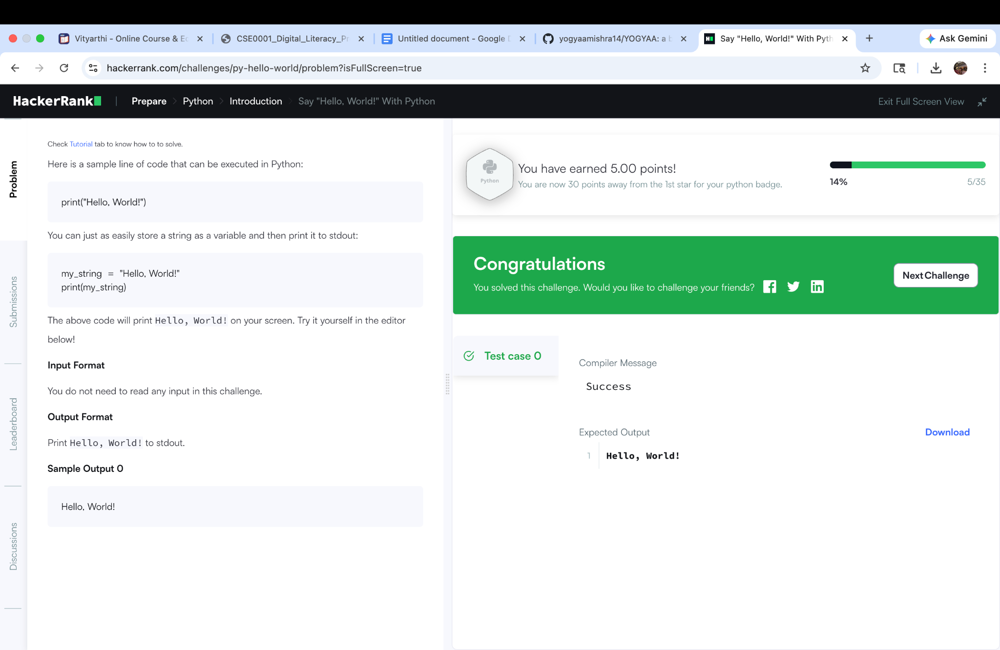 Vityarthi - Online Course & Ec
CSE0001_Digital_Literacy_Pr
Untitled document - Google D
yogyaamishra14/YOGYAA: a b
Say "Hello, World!" With Pyth
Ask Gemini
hackerrank.com/challenges/py-hello-world/problem?isFullScreen=true
HackerRank
Prepare
Python
Introduction
Say "Hello, World!" With Python
Exit Full Screen View
Problem
Submissions
Leaderboard
Discussions
Check Tutorial tab to know how to to solve.
Here is a sample line of code that can be executed in Python:
print("Hello, World!")
You can just as easily store a string as a variable and then print it to stdout:
my_string = "Hello, World!"
print(my_string)
The above code will print Hello, World! on your screen. Try it yourself in the editor
below!
Input Format
You do not need to read any input in this challenge.
Output Format
Print Hello, World! to stdout.
Sample Output 0
Hello, World!
Python
You have earned 5.00 points!
You are now 30 points away from the 1st star for your python badge.
14%
5/35
Congratulations
You solved this challenge. Would you like to challenge your friends?
Next Challenge
Test case 0
Compiler Message
Success
Expected Output
Download
1
Hello, World!